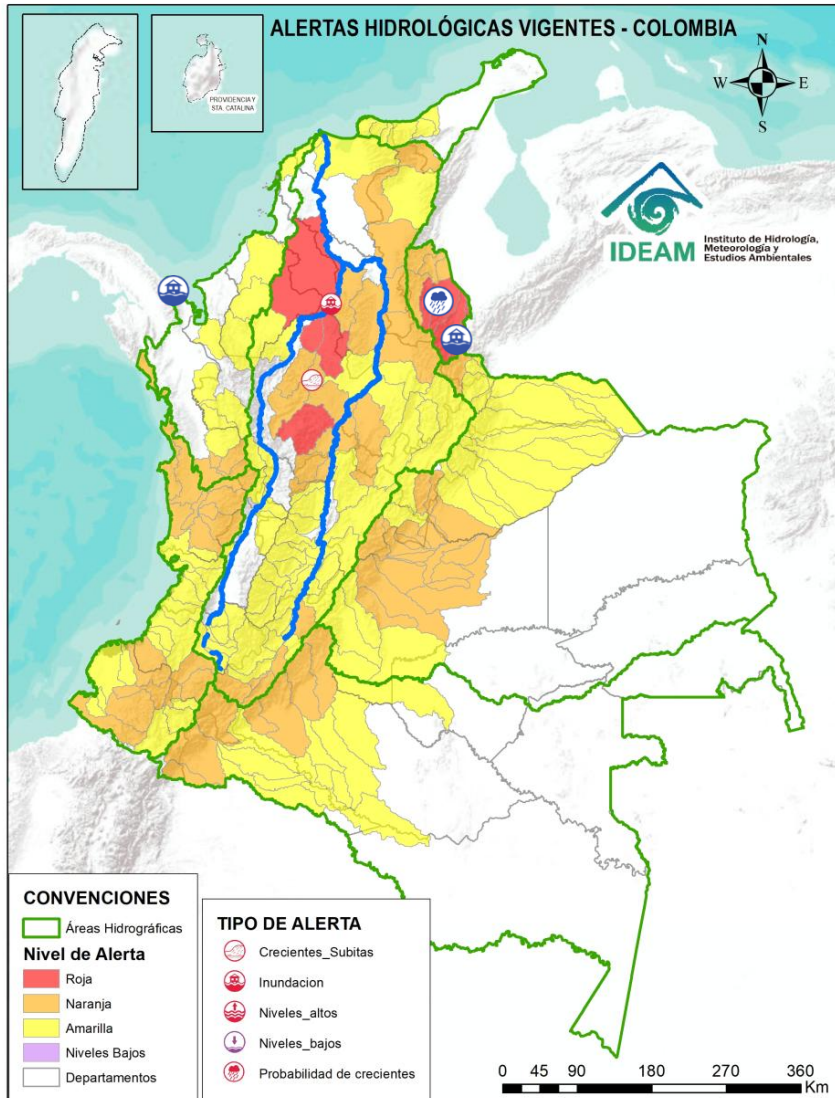 ALERTAS HIDROLÓGICAS VIGENTES - COLOMBIA
PROVIDENCIA Y
STA. CATALINA
N
W
E
S
IDEAM
Instituto de Hidrología,
Meteorología y
Estudios Ambientales
CONVENCIONES
Áreas Hidrográficas
Nivel de Alerta
Roja
Naranja
Amarilla
Niveles Bajos
Departamentos
TIPO DE ALERTA
Crecientes_Subitas
Inundacion
Niveles_altos
Niveles_bajos
Probabilidad de crecientes
0 45 90 180 270 360
Km